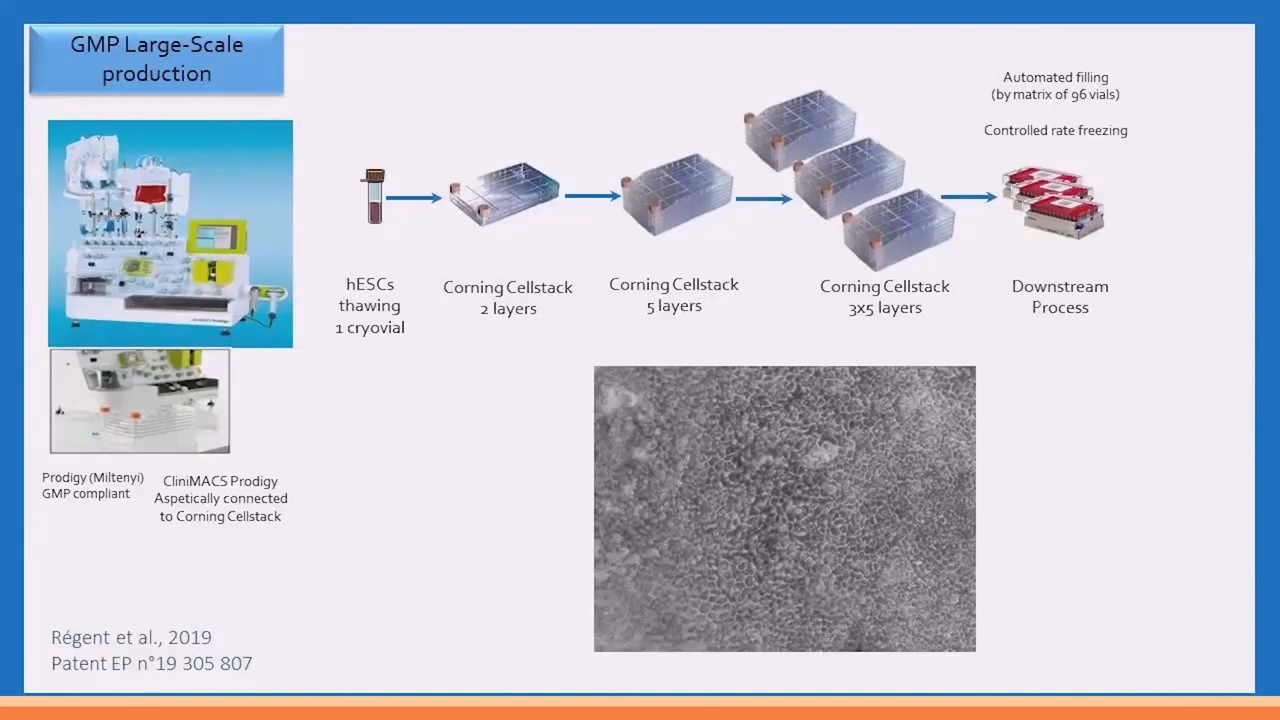 GMP Large-Scale
production
Automated filling
(by matrix of 96 vials)
Controlled rate freezing
hESCs
thawing
1 cryovial
Corning Cellstack
2 layers
Corning Cellstack
5 layers
Corning Cellstack
3x5 layers
Downstream
Process
Prodigy (Miltenyi)
GMP compliant
CliniMACS Prodigy
Aspetically connected
to Corning Cellstack
Régent et al., 2019
Patent EP n°19 305 807